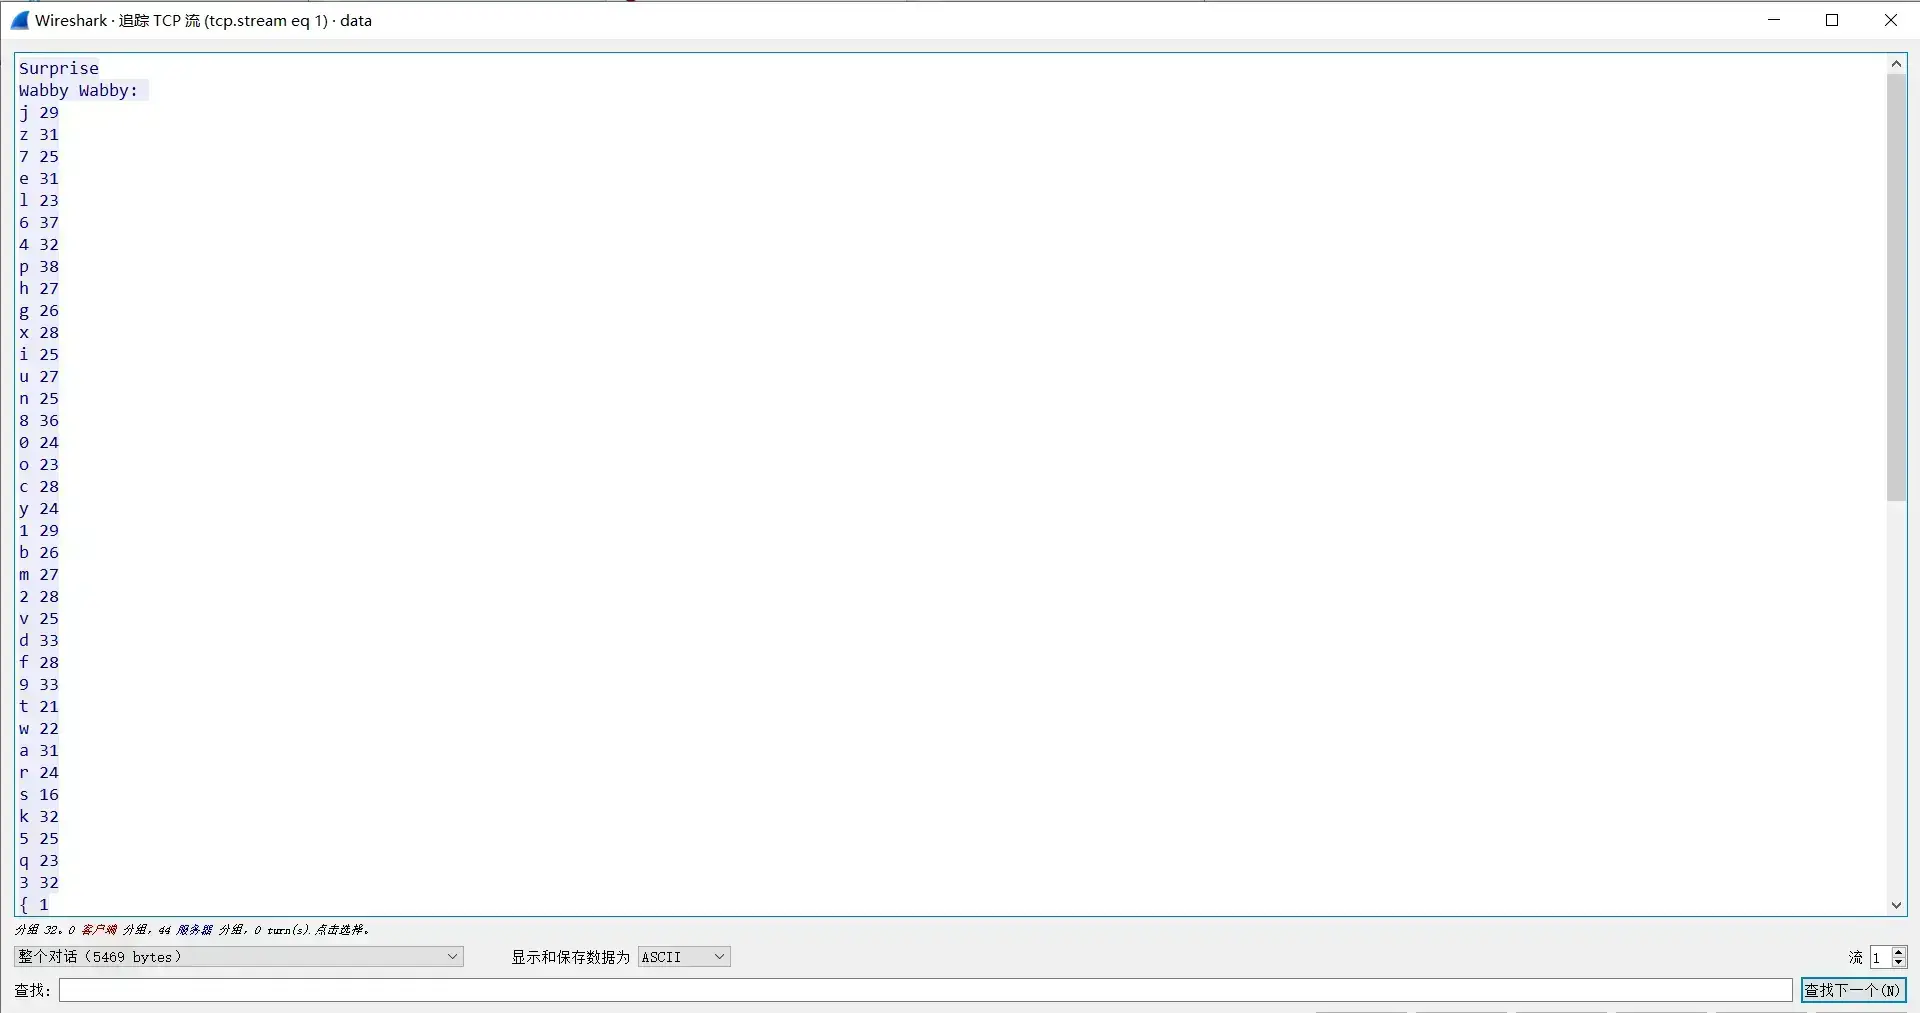 Wireshark · 追踪 TCP 流 (tcp.stream eq 1) · data
Surprise
Wabby Wabby:
j 29
z 31
7 25
e 31
l 23
6 37
4 32
p 38
h 27
g 26
x 28
i 25
u 27
n 25
8 36
0 24
o 23
c 28
y 24
1 29
b 26
m 27
2 28
v 25
d 33
f 28
9 33
t 21
w 22
a 31
r 24
s 16
k 32
5 25
q 23
3 32
{ 1
分组 32。0 客户端 分组，44 服务器 分组，0 turn(s).点击选择。
整个对话（5469 bytes） 显示和保存数据为 ASCII 流 1
查找： 查找下一个(N)